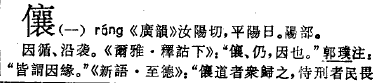 儴(一) ráng《廣韻》汝陽切，平陽日。陽部。
因循、沿袭。《爾雅·釋詁下》：“儴、仍，因也。”郭璞注：
“皆謂因缘。”《新語·至德》：“儴道者衆歸之，恃刑者民畏